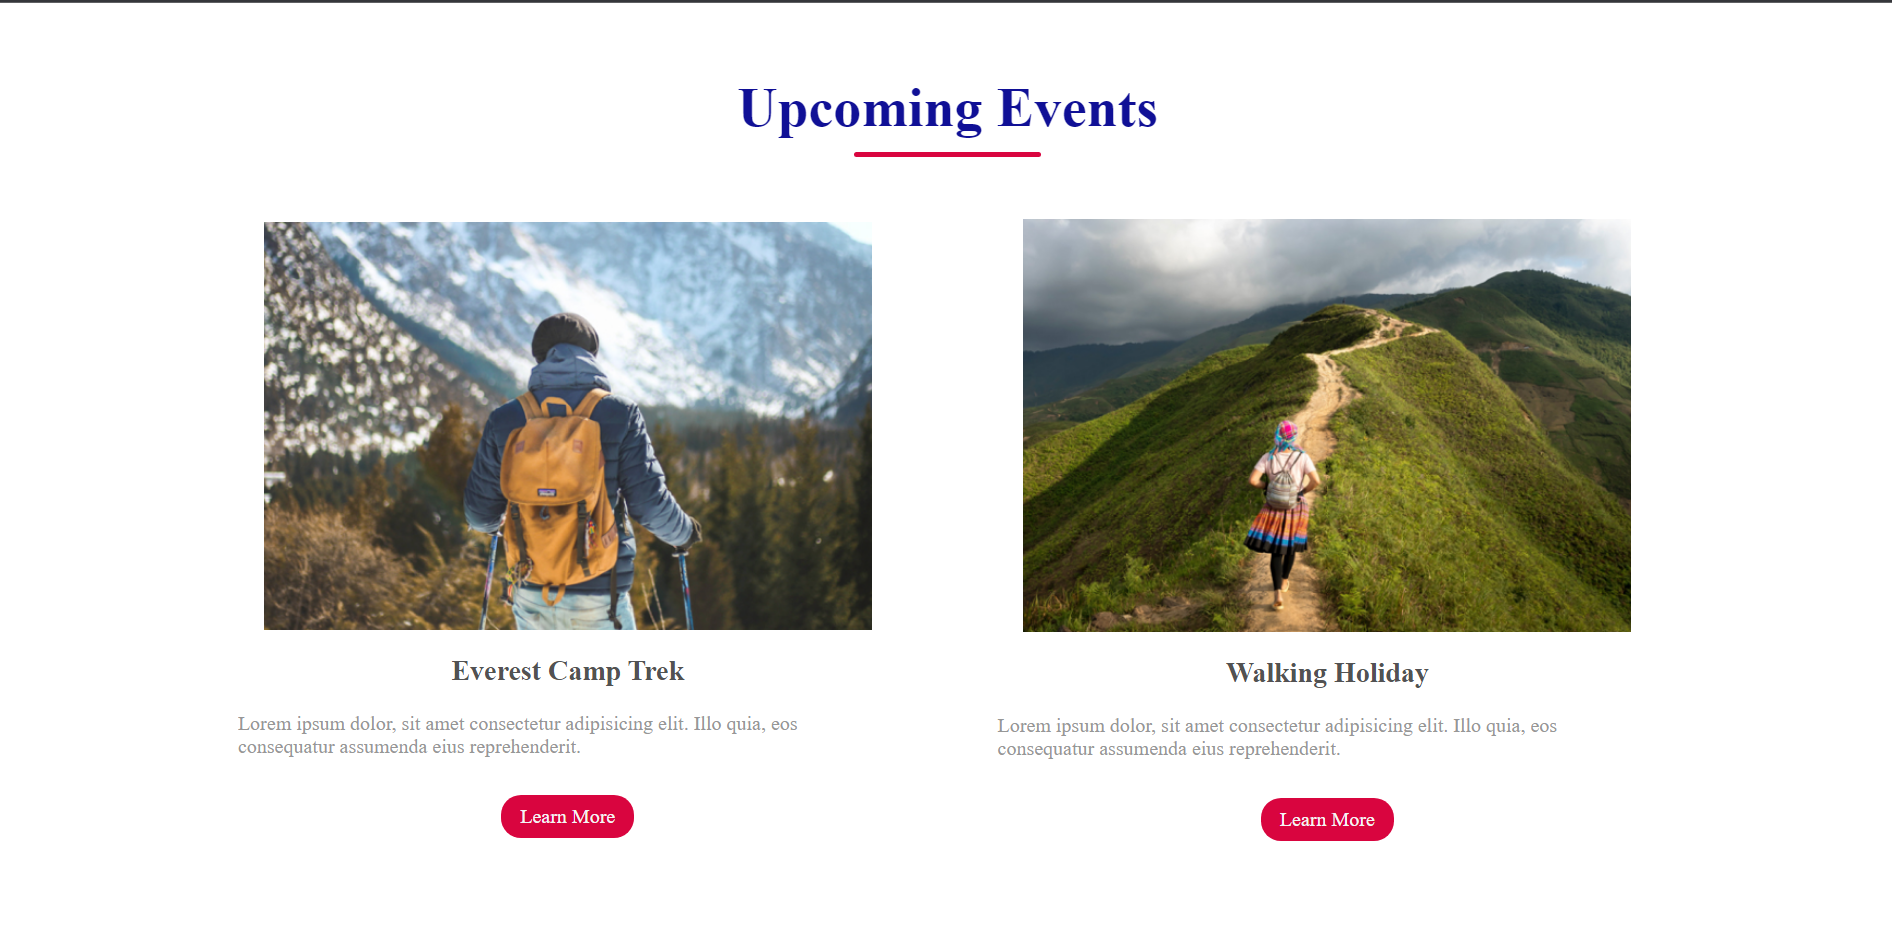 Upcoming Events
Everest Camp Trek
Lorem ipsum dolor, sit amet consectetur adipisicing elit. Illo quia, eos
consequatur assumenda eius reprehenderit.
Learn More
Walking Holiday
Lorem ipsum dolor, sit amet consectetur adipisicing elit. Illo quia, eos
consequatur assumenda eius reprehenderit.
Learn More